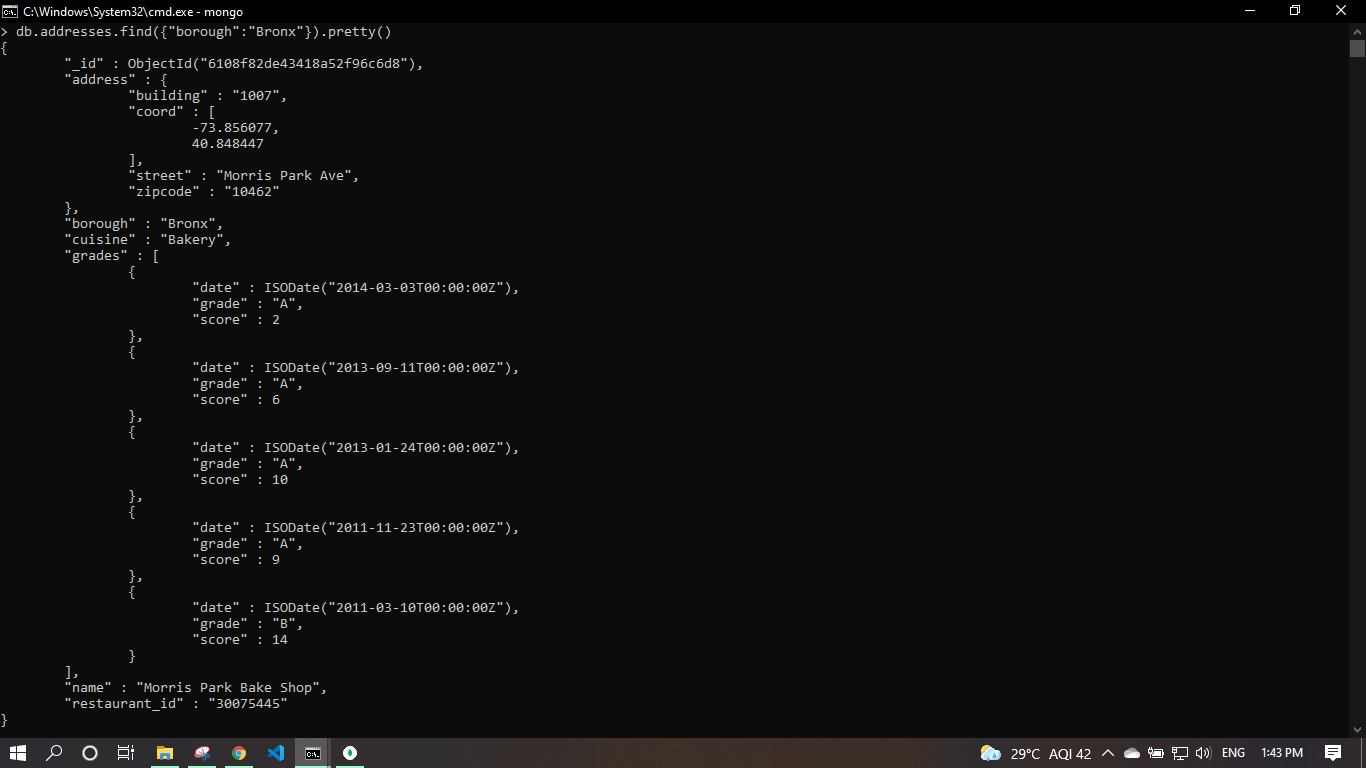 C:\Windows\System32\cmd.exe - mongo
> db.addresses.find({"borough":"Bronx"}).pretty()
{
"_id" : ObjectId("6108f82de43418a52f96c6d8"),
"address" : {
"building" : "1007",
"coord" : [
-73.856077,
40.848447
],
"street" : "Morris Park Ave",
"zipcode" : "10462"
},
"borough" : "Bronx",
"cuisine" : "Bakery",
"grades" : [
{
"date" : ISODate("2014-03-03T00:00:00Z"),
"grade" : "A",
"score" : 2
},
{
"date" : ISODate("2013-09-11T00:00:00Z"),
"grade" : "A",
"score" : 6
},
{
"date" : ISODate("2013-01-24T00:00:00Z"),
"grade" : "A",
"score" : 10
},
{
"date" : ISODate("2011-11-23T00:00:00Z"),
"grade" : "A",
"score" : 9
},
{
"date" : ISODate("2011-03-10T00:00:00Z"),
"grade" : "B",
"score" : 14
}
],
"name" : "Morris Park Bake Shop",
"restaurant_id" : "30075445"
}
29°C AQI 42 ENG 1:43 PM